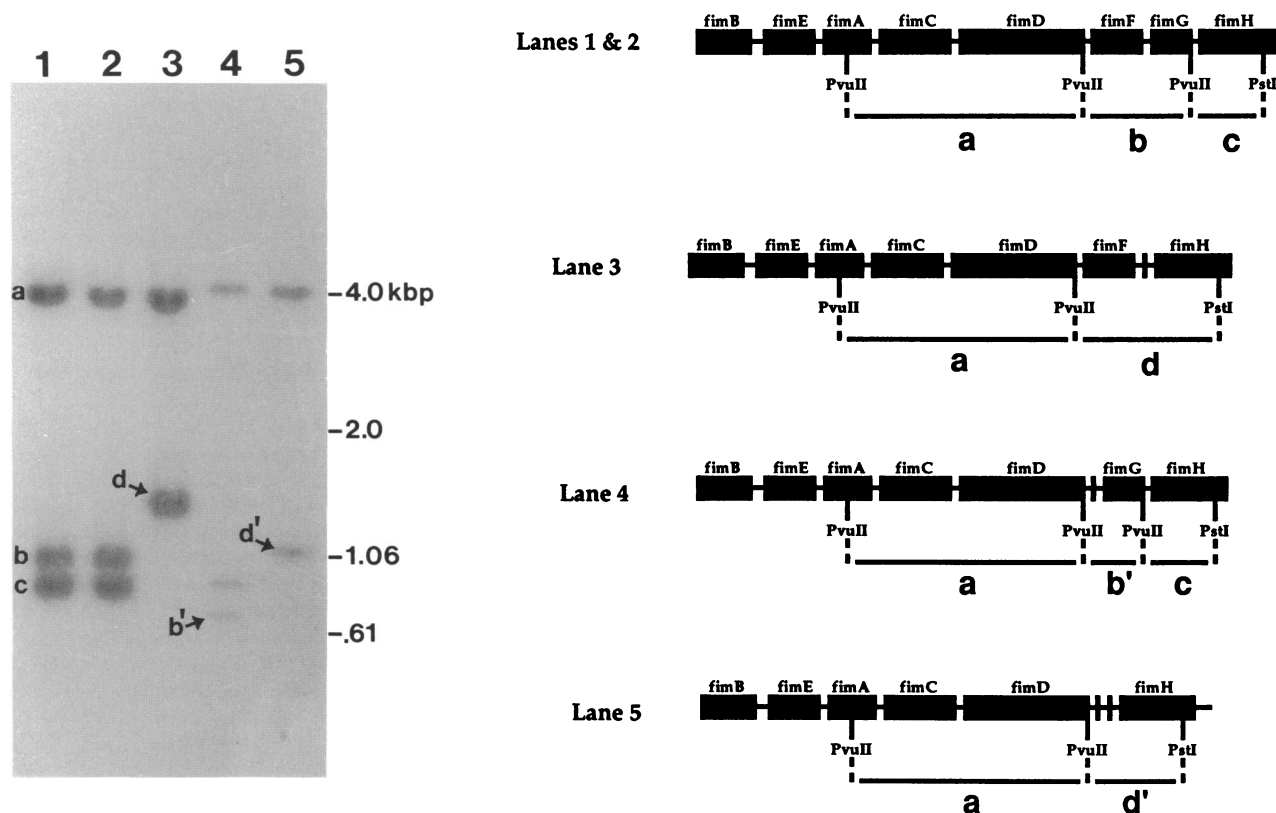 1 2 3 4 5
a
-4.0 kbp
-2.0
d
d'
b
-1.06
c
b'
-.61
Lanes 1 & 2
fimB fimE fimA fimC fimD fimF fimG fimH
PvuII PvuII PvuII PstI
a b c
Lane 3
fimB fimE fimA fimC fimD fimF fimH
PvuII PvuII PstI
a d
Lane 4
fimB fimE fimA fimC fimD fimG fimH
PvuII PvuII PvuII PstI
a b' c
Lane 5
fimB fimE fimA fimC fimD fimH
PvuII PvuII PstI
a d'